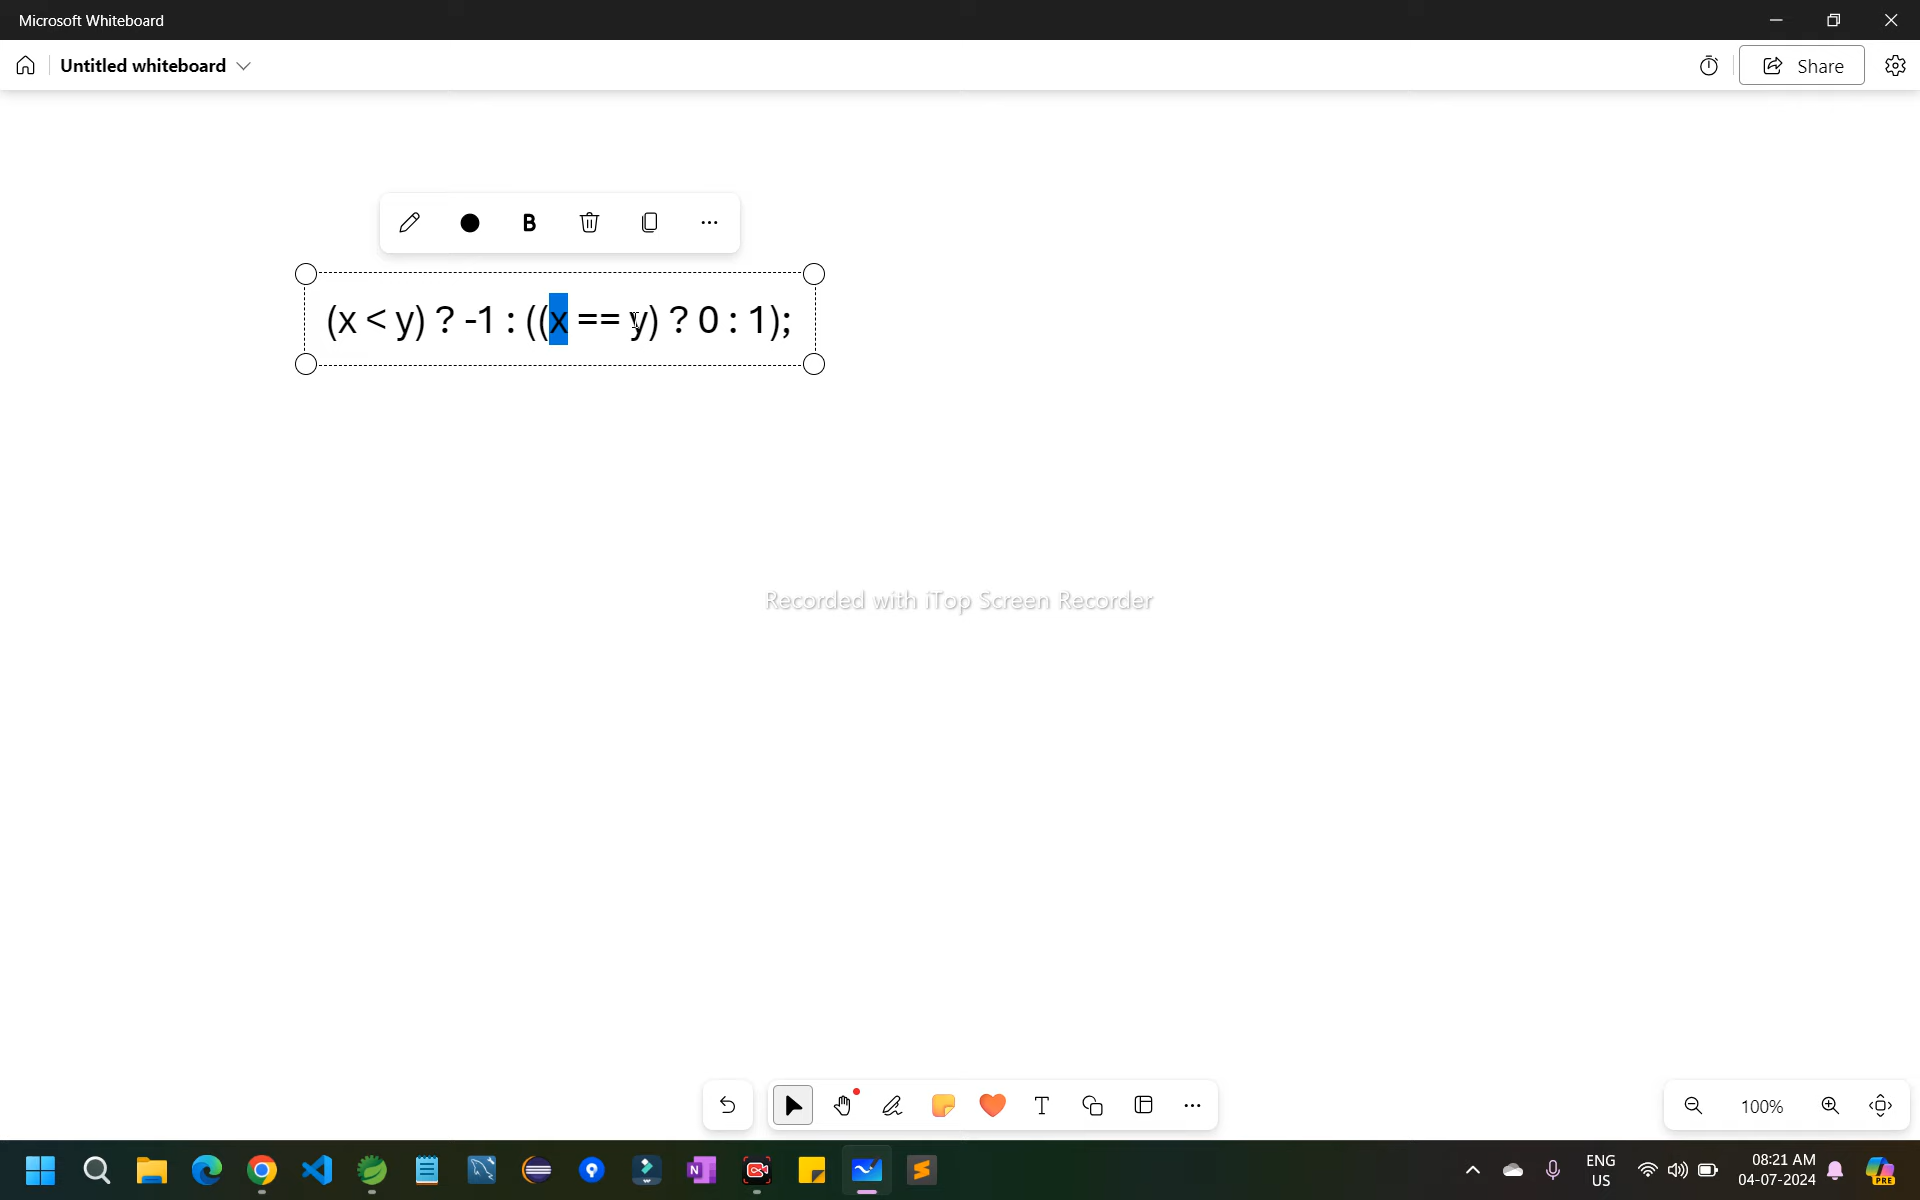 Microsoft Whiteboard
Untitled whiteboard
Share
B
(x < y) ? -1 : ((x == y) ? 0 : 1);
Recorded with iTop Screen Recorder
T
100%
N
ENG
US
08:21 AM
04-07-2024
PRE